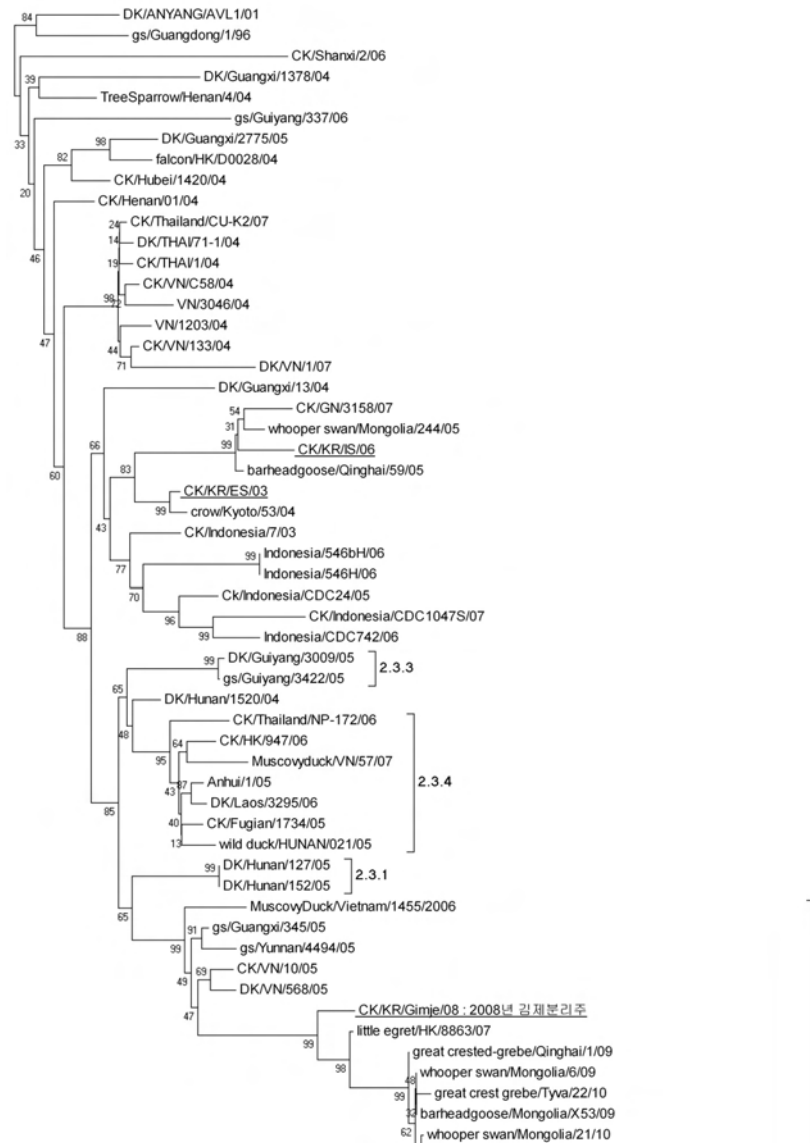 84
DK/ANYANG/AVL1/01
gs/Guangdong/1/96
CK/Shanxi/2/06
39
DK/Guangxi/1378/04
TreeSparrow/Henan/4/04
33
gs/Guiyang/337/06
98
DK/Guangxi/2775/05
82
falcon/HK/D0028/04
20
CK/Hubei/1420/04
CK/Henan/01/04
24
CK/Thailand/CU-K2/07
14
DK/THAI/71-1/04
46
19
CK/THAI/1/04
CK/VN/C58/04
98
VN/3046/04
VN/1203/04
47
44
CK/VN/133/04
71
DK/VN/1/07
DK/Guangxi/13/04
54
CK/GN/3158/07
31
whooper swan/Mongolia/244/05
66
99
CK/KR/IS/06
83
barheadgoose/Qinghai/59/05
60
CK/KR/ES/03
99
crow/Kyoto/53/04
43
CK/Indonesia/7/03
99
Indonesia/546bH/06
77
Indonesia/546H/06
70
Ck/Indonesia/CDC24/05
96
CK/Indonesia/CDC1047S/07
88
99
Indonesia/CDC742/06
99
DK/Guiyang/3009/05
2.3.3
gs/Guiyang/3422/05
65
DK/Hunan/1520/04
48
CK/Thailand/NP-172/06
64
CK/HK/947/06
95
Muscovyduck/VN/57/07
87
2.3.4
43
Anhui/1/05
DK/Laos/3295/06
85
40
CK/Fugian/1734/05
13
wild duck/HUNAN/021/05
99
DK/Hunan/127/05
2.3.1
DK/Hunan/152/05
65
MuscovyDuck/Vietnam/1455/2006
91
gs/Guangxi/345/05
99
gs/Yunnan/4494/05
49
69
CK/VN/10/05
DK/VN/568/05
47
CK/KR/Gimje/08 : 2008년 김제분리주
99
little egret/HK/8863/07
98
great crested-grebe/Qinghai/1/09
48
whooper swan/Mongolia/6/09
99
great crest grebe/Tyva/22/10
barheadgoose/Mongolia/X53/09
62
whooper swan/Mongolia/21/10